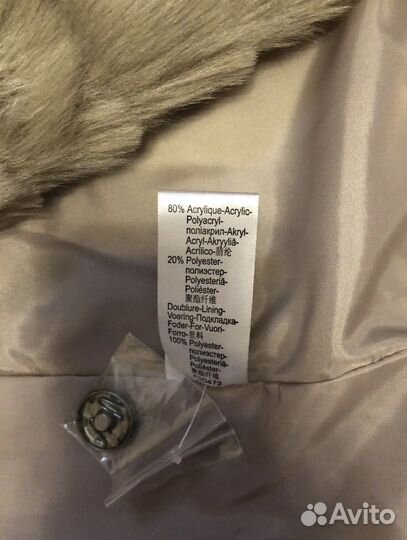 80% Acrylique-Acrylic-
Polyacryl-
поліакрил-Akryl-
Acryl-Akryyliä-
Acrílico-腈纶
20% Polyester-
полиэстер-
Polyesteriä-
Poliéster-
聚酯纤维
Doublure-Lining-
Voering-Подкладка-
Foder-For-Vuori-
Forro-里料
100% Polyester-
полиэстер-
Polyesteriä-
Poliéster-
聚酯纤维
Avito